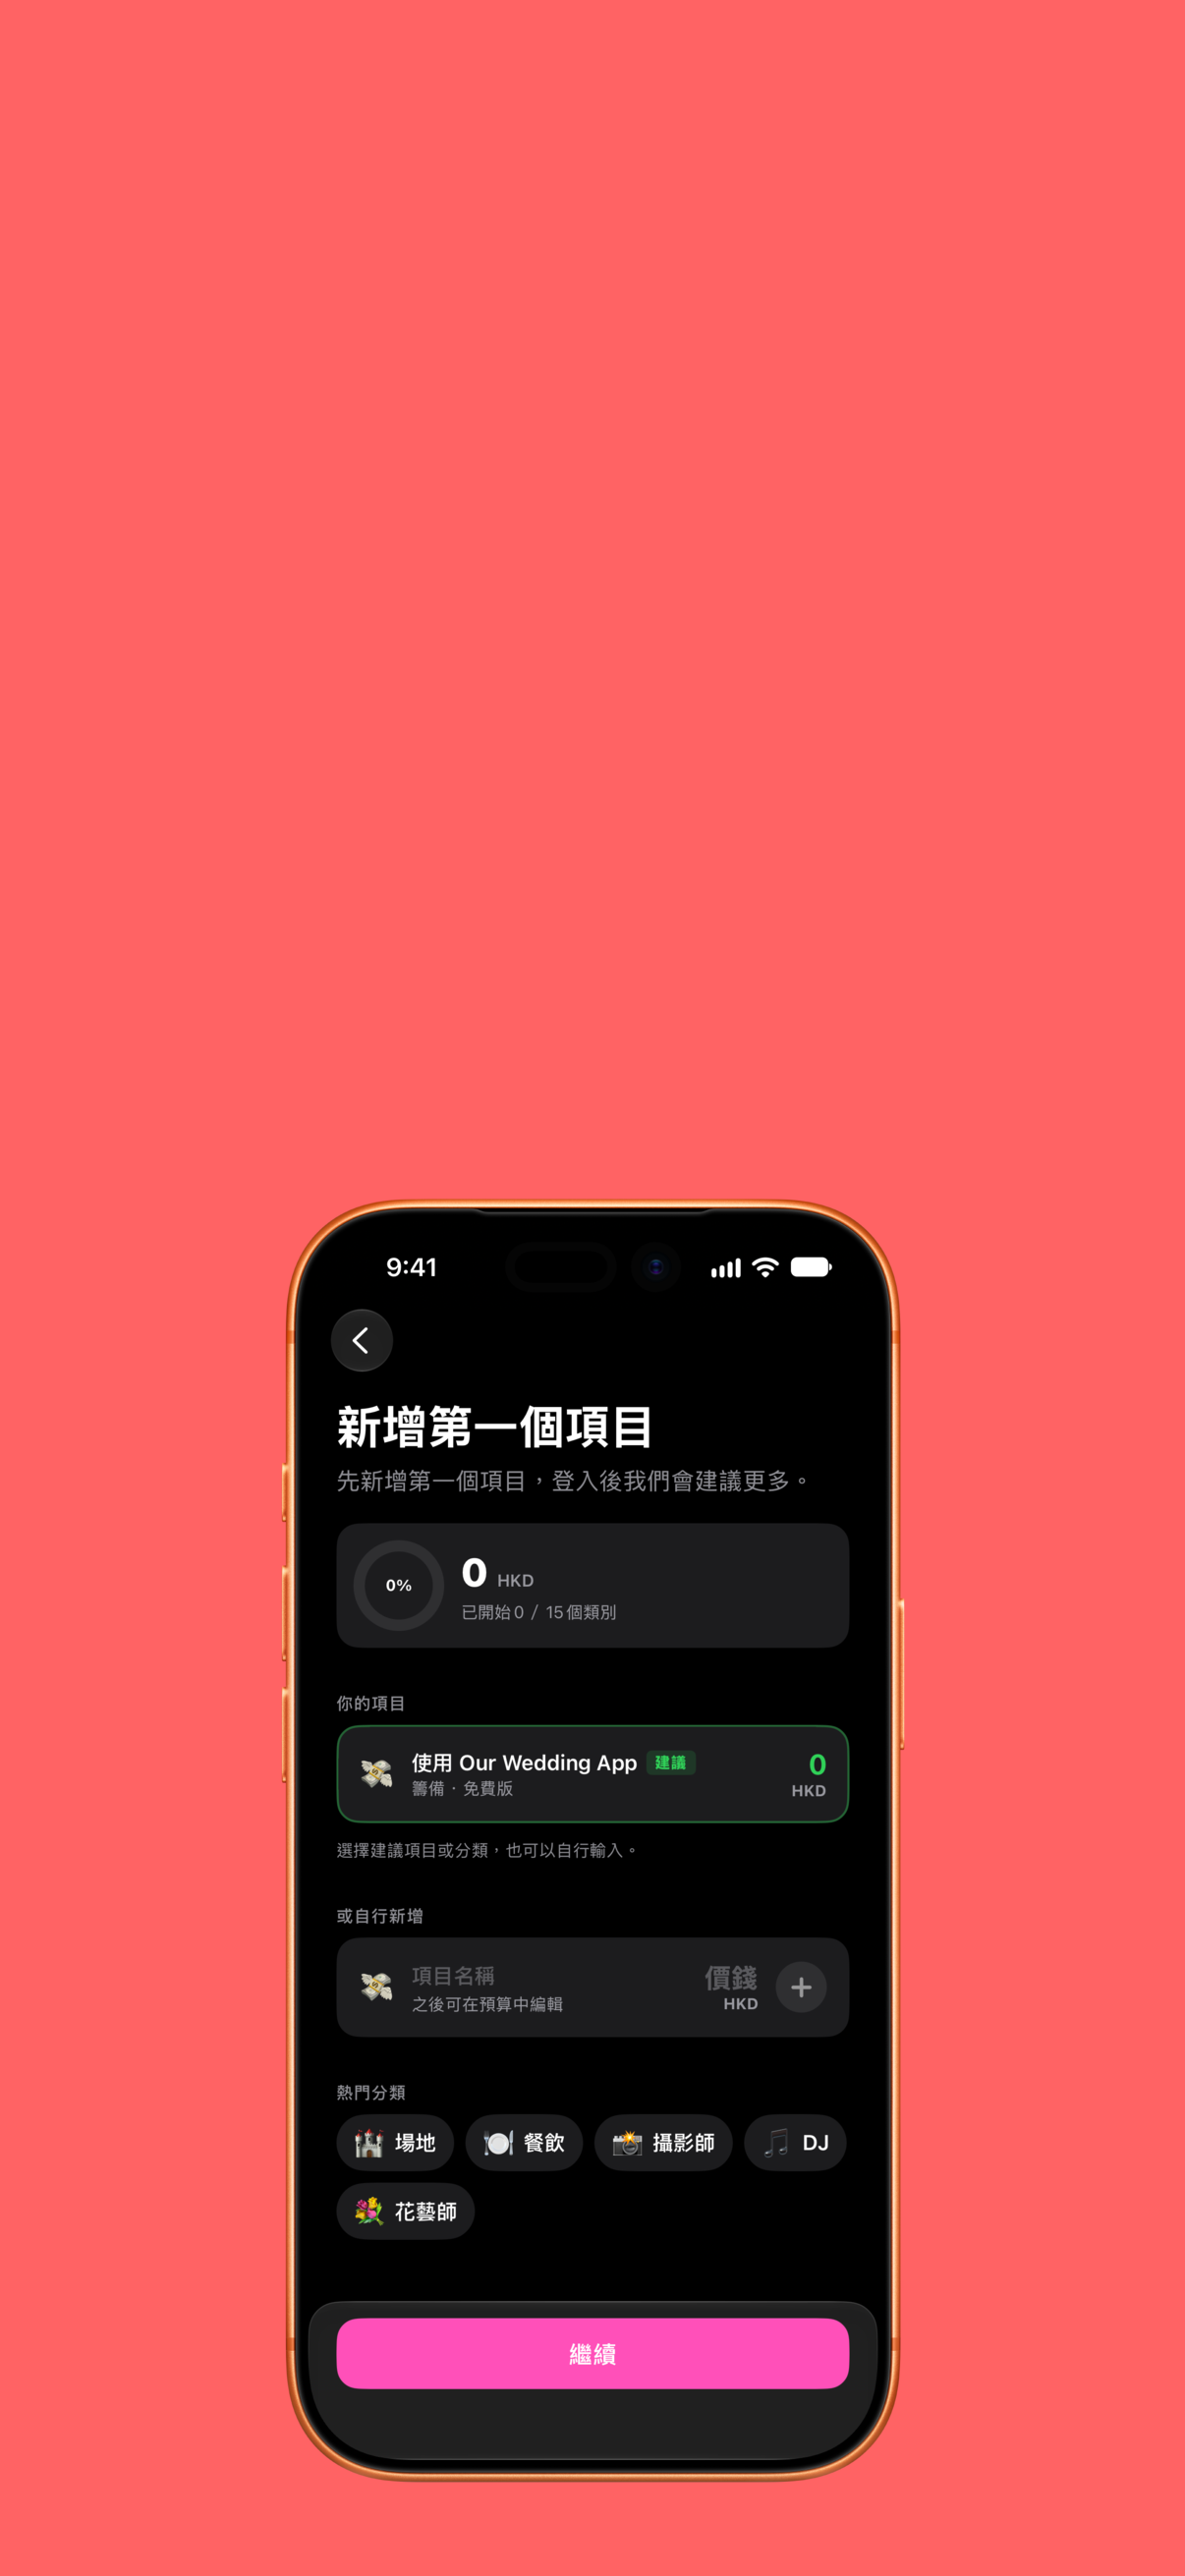 9:41
新增第一個項目
先新增第一個項目，登入後我們會建議更多。
0%
0 HKD
已開始 0 / 15 個類別
你的項目
使用 Our Wedding App 建議
籌備 · 免費版
0
HKD
選擇建議項目或分類，也可以自行輸入。
或自行新增
項目名稱
之後可在預算中編輯
價錢
HKD
熱門分類
場地 餐飲 攝影師 DJ
花藝師
繼續